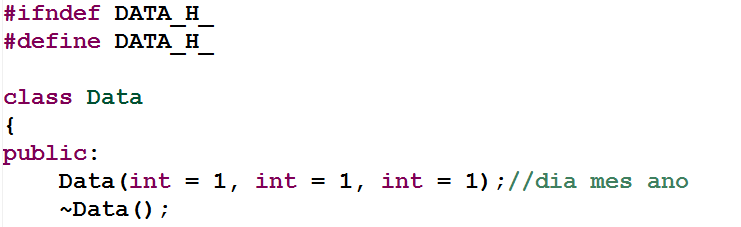 #ifndef DATA_H_
#define DATA_H_
class Data
{
public:
Data(int = 1, int = 1, int = 1);//dia mes ano
~Data();